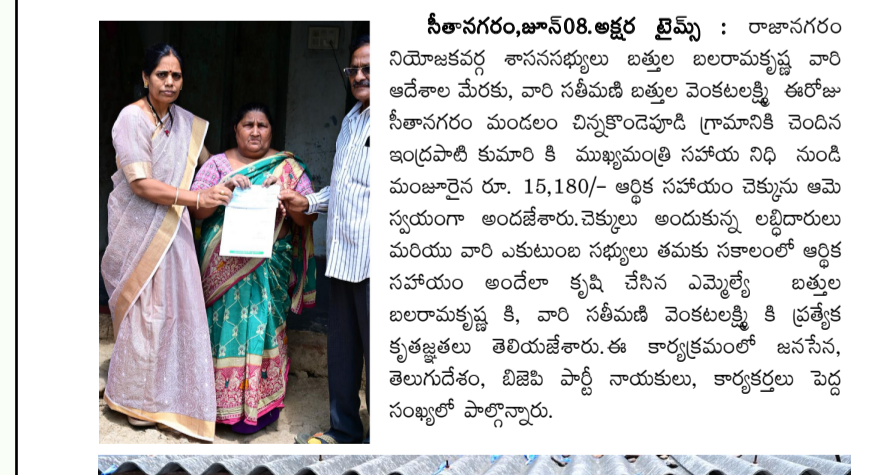 సీతానగరం,జూన్08.అక్షర టైమ్స్ : రాజానగరం
నియోజకవర్గ శాసనసభ్యులు బత్తుల బలరామకృష్ణ వారి
ఆదేశాల మేరకు, వారి సతీమణి బత్తుల వెంకటలక్ష్మి ఈరోజు
సీతానగరం మండలం చిన్నకొండెపూడి గ్రామానికి చెందిన
ఇంద్రపాటి కుమారి కి ముఖ్యమంత్రి సహాయ నిధి నుండి
మంజూరైన రూ. 15,180/- ఆర్థిక సహాయం చెక్కును ఆమె
స్వయంగా అందజేశారు.చెక్కులు అందుకున్న లబ్ధిదారులు
మరియు వారి ఎకుటుంబ సభ్యులు తమకు సకాలంలో ఆర్థిక
సహాయం అందేలా కృషి చేసిన ఎమ్మెల్యే బత్తుల
బలరామకృష్ణ కి, వారి సతీమణి వెంకటలక్ష్మి కి ప్రత్యేక
కృతజ్ఞతలు తెలియజేశారు.ఈ కార్యక్రమంలో జనసేన,
తెలుగుదేశం, బిజెపి పార్టీ నాయకులు, కార్యకర్తలు పెద్ద
సంఖ్యలో పాల్గొన్నారు.